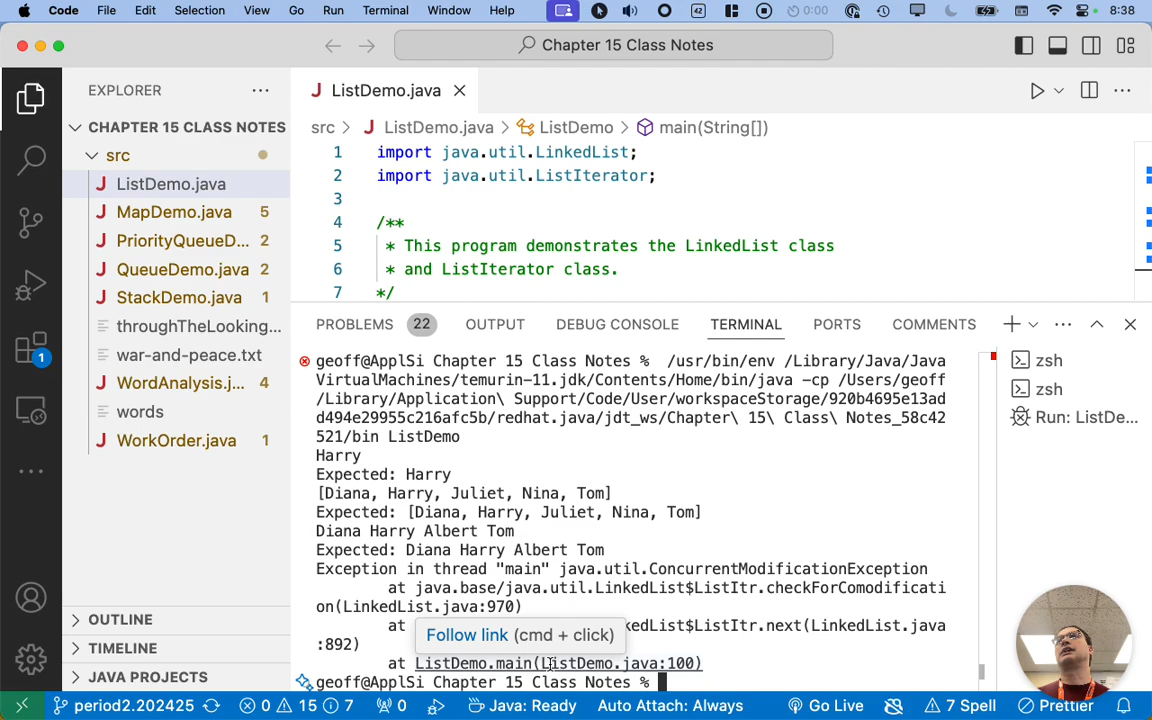 Code File Edit Selection View Go Run Terminal Window Help 42 0:00 8:38
Chapter 15 Class Notes
EXPLORER
CHAPTER 15 CLASS NOTES
src
ListDemo.java
MapDemo.java 5
PriorityQueueD... 2
QueueDemo.java 2
StackDemo.java 1
throughTheLooking...
war-and-peace.txt
WordAnalysis.j... 4
words
WorkOrder.java 1
OUTLINE
TIMELINE
JAVA PROJECTS
1
ListDemo.java
src > ListDemo.java > ListDemo > main(String[])
1 import java.util.LinkedList;
2 import java.util.ListIterator;
3
4 /**
5 * This program demonstrates the LinkedList class
6 * and ListIterator class.
7 */
PROBLEMS 22 OUTPUT DEBUG CONSOLE TERMINAL PORTS COMMENTS
geoff@ApplSi Chapter 15 Class Notes % /usr/bin/env /Library/Java/Java
VirtualMachines/temurin-11.jdk/Contents/Home/bin/java -cp /Users/geoff
/Library/Application\ Support/Code/User/workspaceStorage/920b4695e13ad
d494e29955c216afc5b/redhat.java/jdt_ws/Chapter\ 15\ Class\ Notes_58c42
521/bin ListDemo
Harry
Expected: Harry
[Diana, Harry, Juliet, Nina, Tom]
Expected: [Diana, Harry, Juliet, Nina, Tom]
Diana Harry Albert Tom
Expected: Diana Harry Albert Tom
Exception in thread "main" java.util.ConcurrentModificationException
at java.base/java.util.LinkedList$ListItr.checkForComodificati
on(LinkedList.java:970)
at kedList$ListItr.next(LinkedList.java
:892)
Follow link (cmd + click)
at ListDemo.main(ListDemo.java:100)
geoff@ApplSi Chapter 15 Class Notes %
zsh
zsh
Run: ListDe...
period2.202425 0 15 7 0 Java: Ready Auto Attach: Always Go Live 7 Spell Prettier